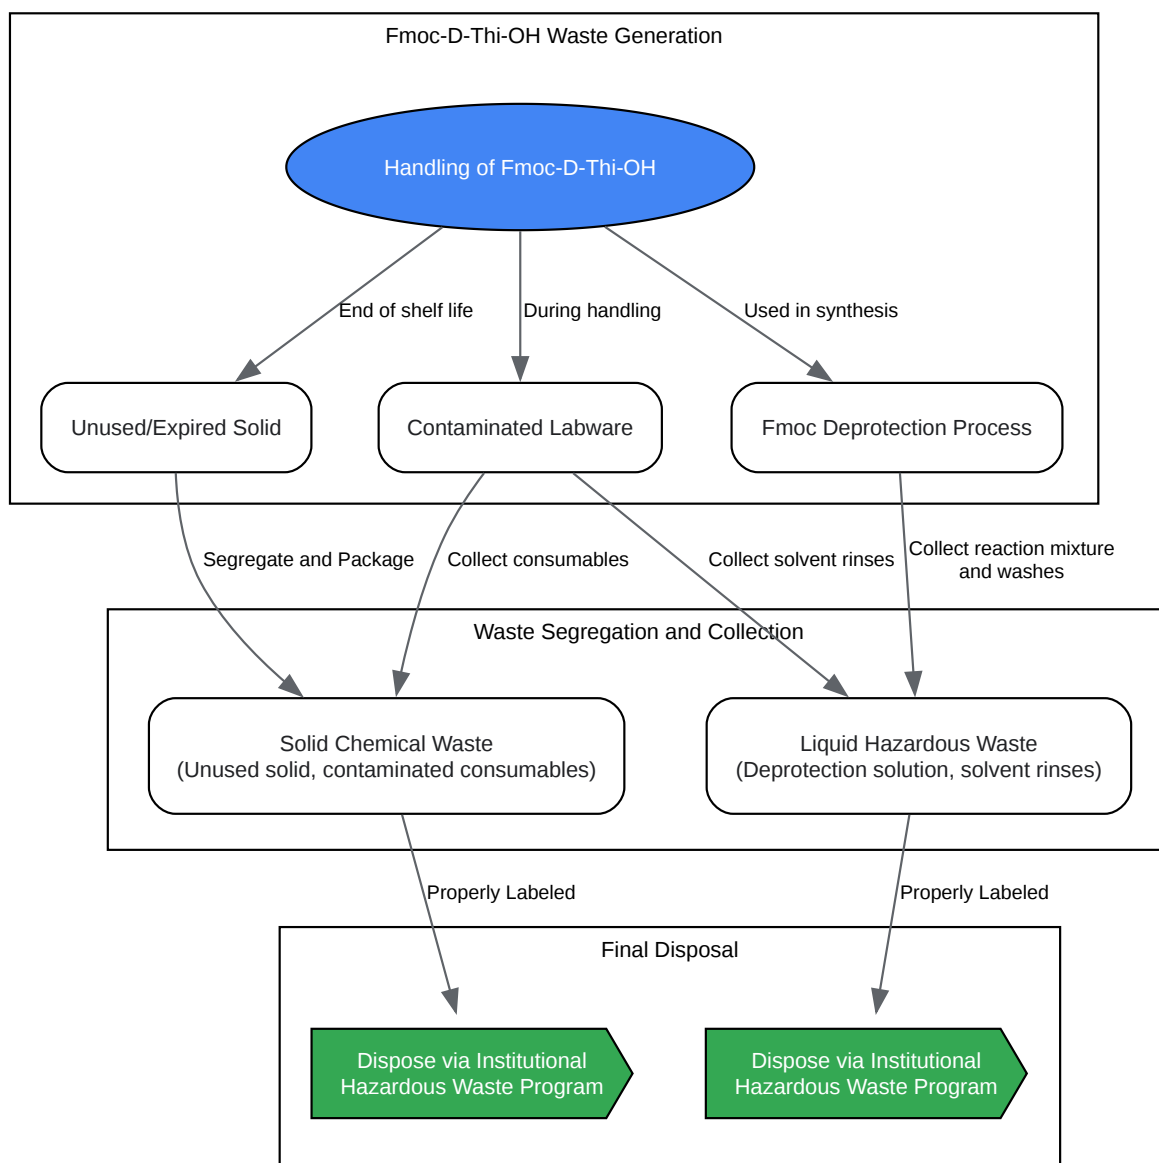 Fmoc-D-Thi-OH Waste Generation
Handling of Fmoc-D-Thi-OH
End of shelf life
During handling
Used in synthesis
Unused/Expired Solid
Contaminated Labware
Fmoc Deprotection Process
Segregate and Package
Collect consumables
Collect solvent rinses
Collect reaction mixture
and washes
Waste Segregation and Collection
Solid Chemical Waste
(Unused solid, contaminated consumables)
Liquid Hazardous Waste
(Deprotection solution, solvent rinses)
Properly Labeled
Properly Labeled
Final Disposal
Dispose via Institutional
Hazardous Waste Program
Dispose via Institutional
Hazardous Waste Program